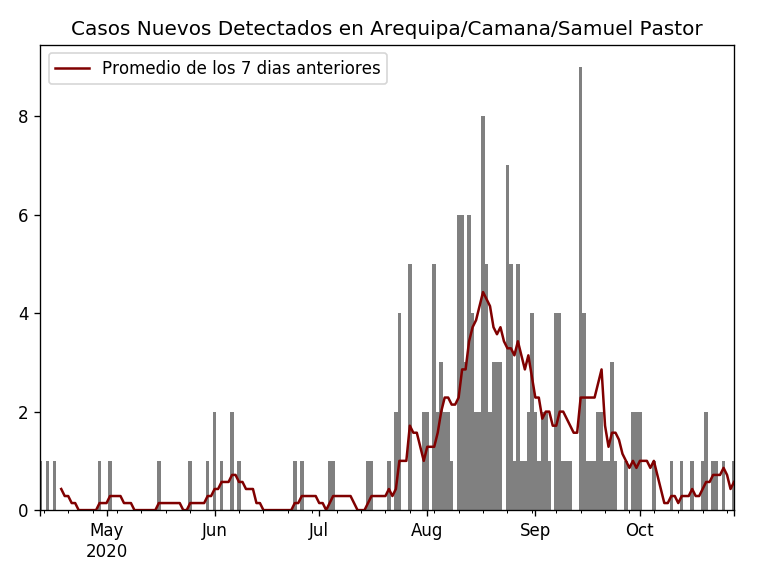 Casos Nuevos Detectados en Arequipa/Camana/Samuel Pastor
Promedio de los 7 dias anteriores
8
6
4
2
0
May Jun Jul Aug Sep Oct
2020